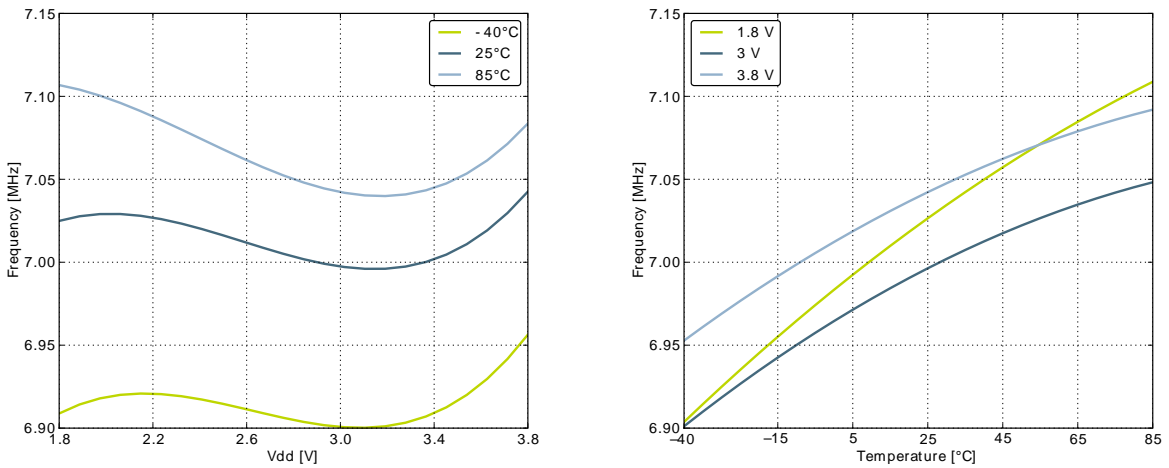 7.15
7.10
7.05
7.00
6.95
6.90
Frequency [MHz]
1.8 2.2 2.6 3.0 3.4 3.8
Vdd [V]
-40°C
25°C
85°C
7.15
7.10
7.05
7.00
6.95
6.90
Frequency [MHz]
−40 −15 5 25 45 65 85
Temperature [°C]
1.8 V
3 V
3.8 V